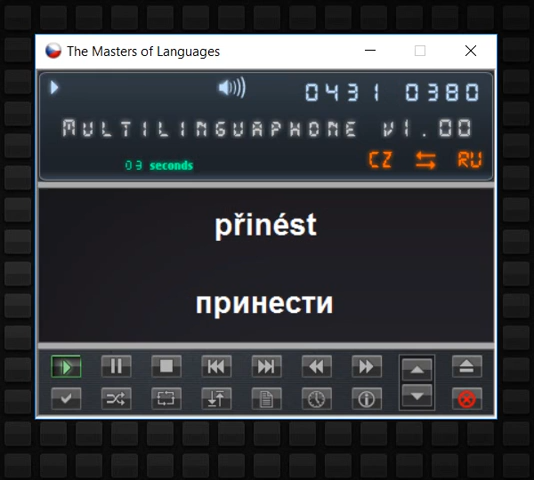 The Masters of Languages
0431 0380
MULTILINGUAPHONE V1.00
03 seconds
CZ RU
přinést
принести